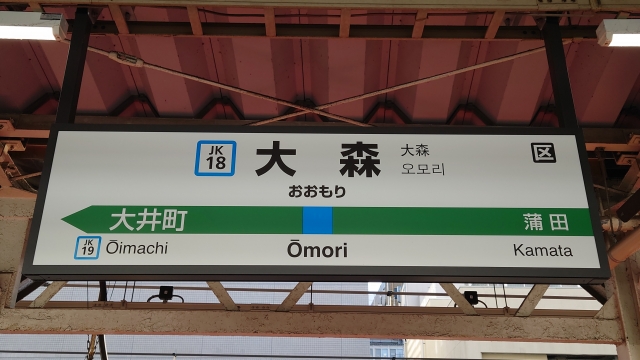 JK
18
大森
大森
오모리
区
おおもり
大井町
蒲田
JK
19
Ōimachi
Ōmori
Kamata